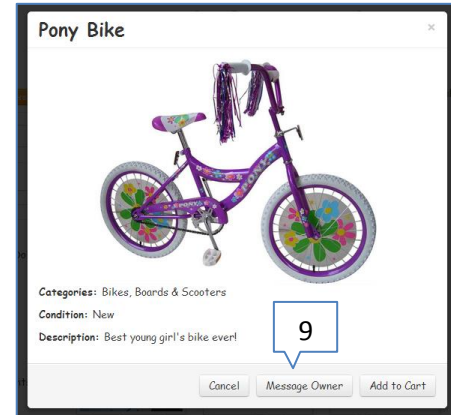 Pony Bike
×
PONY
PONY
Categories: Bikes, Boards & Scooters
Condition: New
Description: Best young girl's bike ever!
9
Cancel
Message Owner
Add to Cart